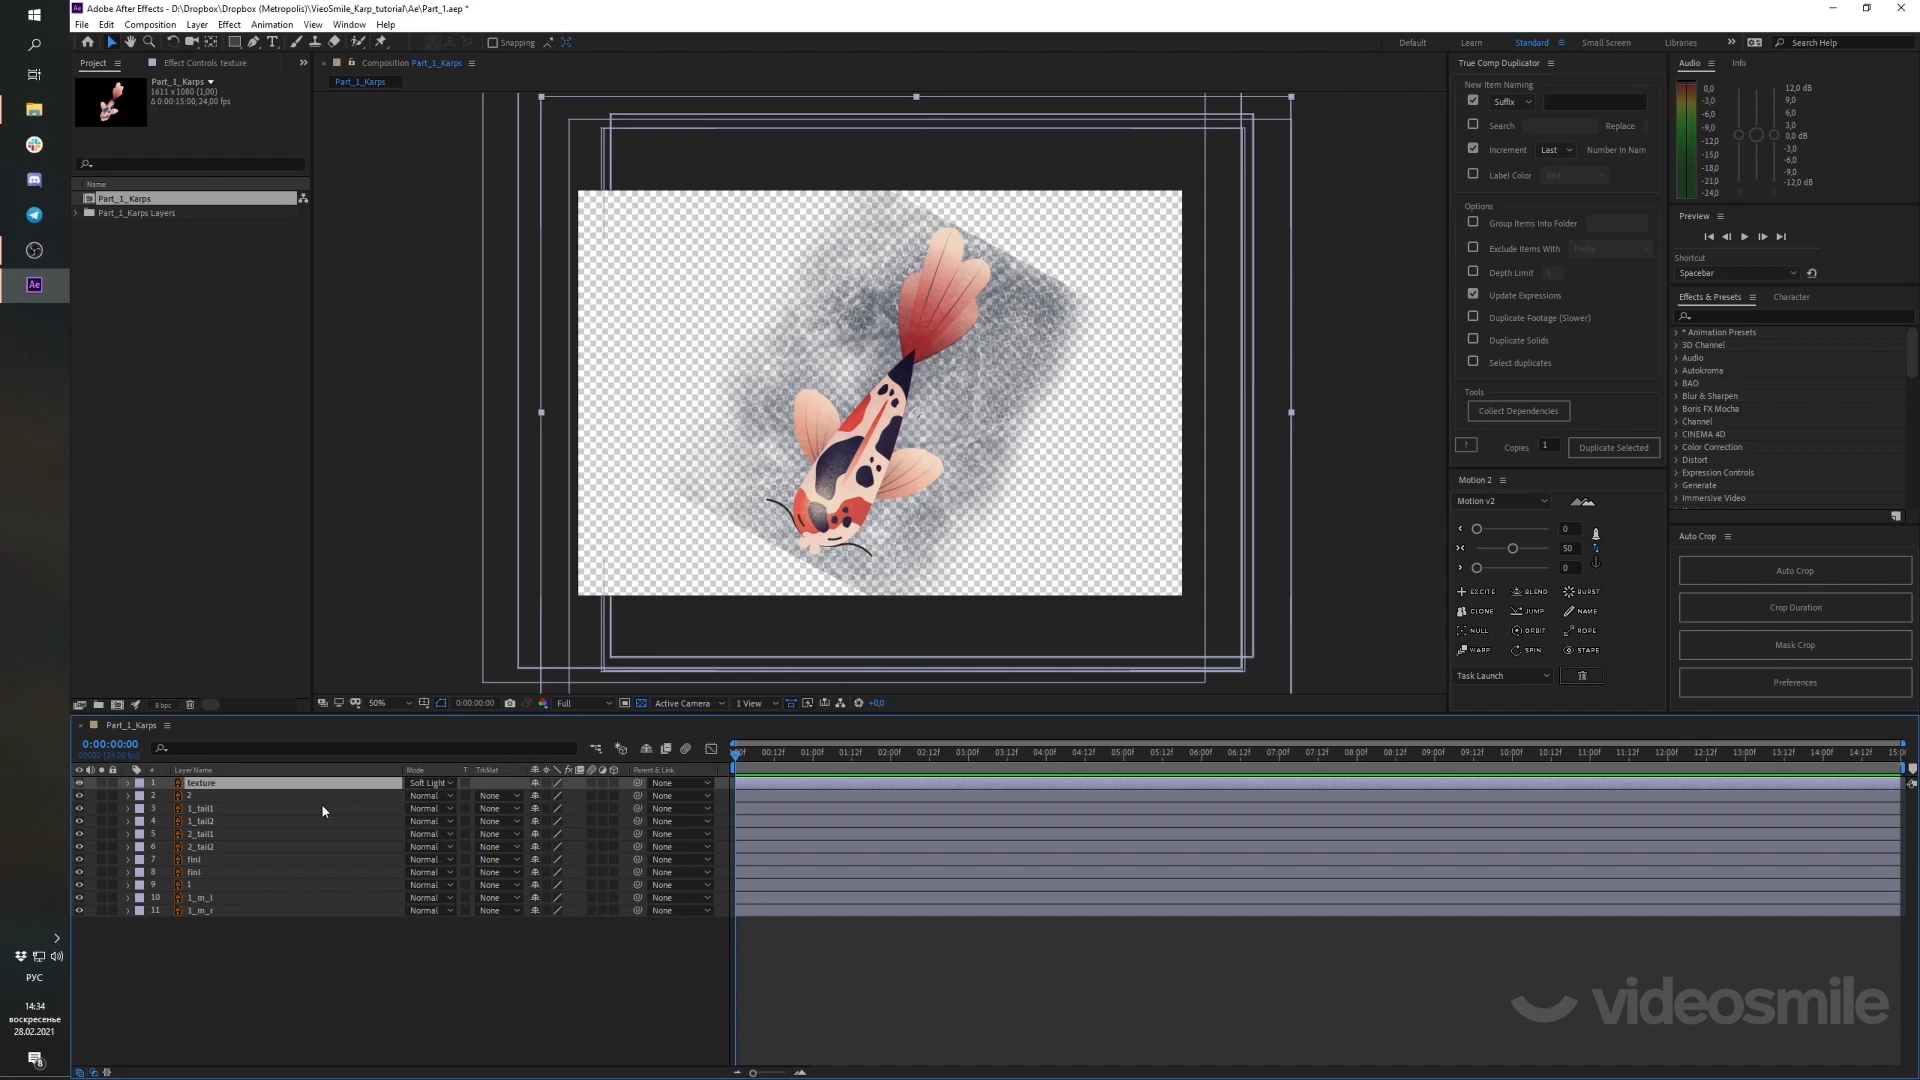 Adobe After Effects - D:\Dropbox\Dropbox (Metropolis)\VieoSmile_Karp_tutorial\Ae\Part_1.aep *
File Edit Composition Layer Effect Animation View Window Help
Snapping
Default Learn Standard Small Screen Libraries Search Help
Project Effect Controls texture
Composition Part_1_Karps
Part_1_Karps
Part_1_Karps
1611 x 1080 (1,00)
Δ 0:00:15:00, 24,00 fps
Name
Part_1_Karps
Part_1_Karps Layers
8 bpc
50% 0:00:00:00 Full Active Camera 1 View +0,0
True Comp Duplicator
New Item Naming
Suffix
Search Replace
Increment Last Number In Nam
Label Color Red
Options
Group Items Into Folder
Exclude Items With Prefix
Depth Limit
Update Expressions
Duplicate Footage (Slower)
Duplicate Solids
Select duplicates
Tools
Collect Dependencies
? Copies 1 Duplicate Selected
Motion 2
Motion v2
0
50
0
EXCITE BLEND BURST
CLONE JUMP NAME
NULL ORBIT ROPE
WARP SPIN STARE
Task Launch
Audio Info
0,0 12,0 dB
-3,0 9,0
-6,0 6,0
-9,0 3,0
-12,0 0,0 dB
-15,0 -3,0
-18,0 -6,0
-21,0 -9,0
-24,0 -12,0 dB
Preview
Shortcut
Spacebar
Effects & Presets Character
* Animation Presets
3D Channel
Audio
Autokroma
BAO
Blur & Sharpen
Boris FX Mocha
Channel
CINEMA 4D
Color Correction
Distort
Expression Controls
Generate
Immersive Video
Auto Crop
Auto Crop
Crop Duration
Mask Crop
Preferences
Part_1_Karps
0:00:00:00
00000 (24.00 fps)
00:12f 01:00f 01:12f 02:00f 02:12f 03:00f 03:12f 04:00f 04:12f 05:00f 05:12f 06:00f 06:12f 07:00f 07:12f 08:00f 08:12f 09:00f 09:12f 10:00f 10:12f 11:00f 11:12f 12:00f 12:12f 13:00f 13:12f 14:00f 14:12f 15:0
# Layer Name Mode T .TrkMat Parent & Link
1 texture Soft Light None
2 2 Normal None None
3 1_tail1 Normal None None
4 1_tail2 Normal None None
5 2_tail1 Normal None None
6 2_tail2 Normal None None
7 finl Normal None None
8 finl Normal None None
9 1 Normal None None
10 1_m_l Normal None None
11 1_m_r Normal None None
РУС
14:34
воскресенье
28.02.2021
8
Ae
videosmile